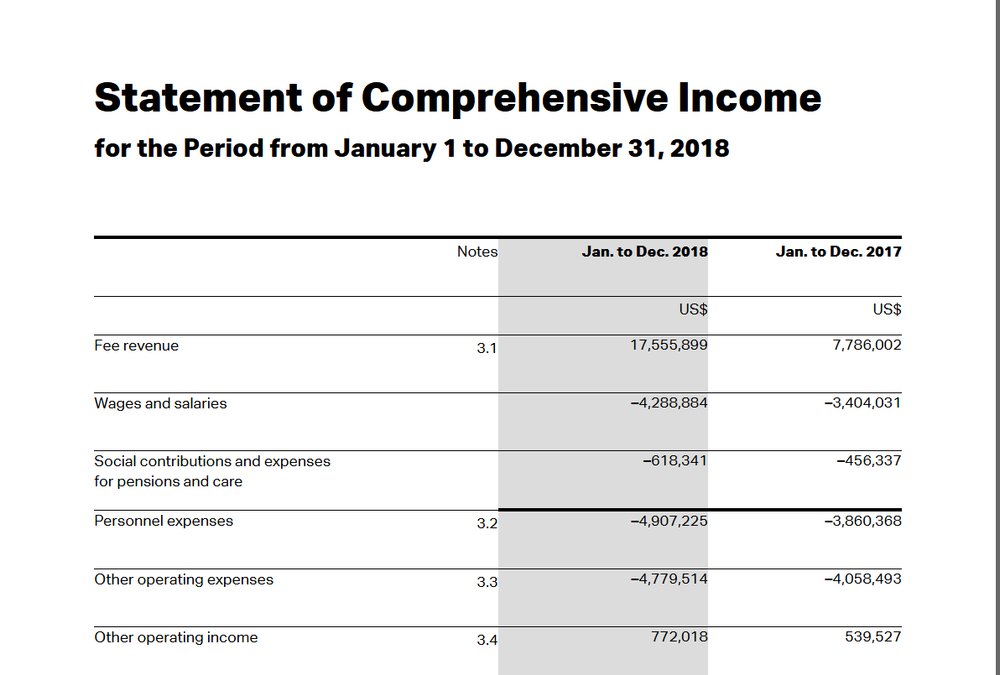 Statement of Comprehensive Income
for the Period from January 1 to December 31, 2018
Notes Jan. to Dec. 2018 Jan. to Dec. 2017
US$ US$
Fee revenue 3.1 17,555,899 7,786,002
Wages and salaries –4,288,884 –3,404,031
Social contributions and expenses –618,341 –456,337
for pensions and care
Personnel expenses 3.2 –4,907,225 –3,860,368
Other operating expenses 3.3 –4,779,514 –4,058,493
Other operating income 3.4 772,018 539,527